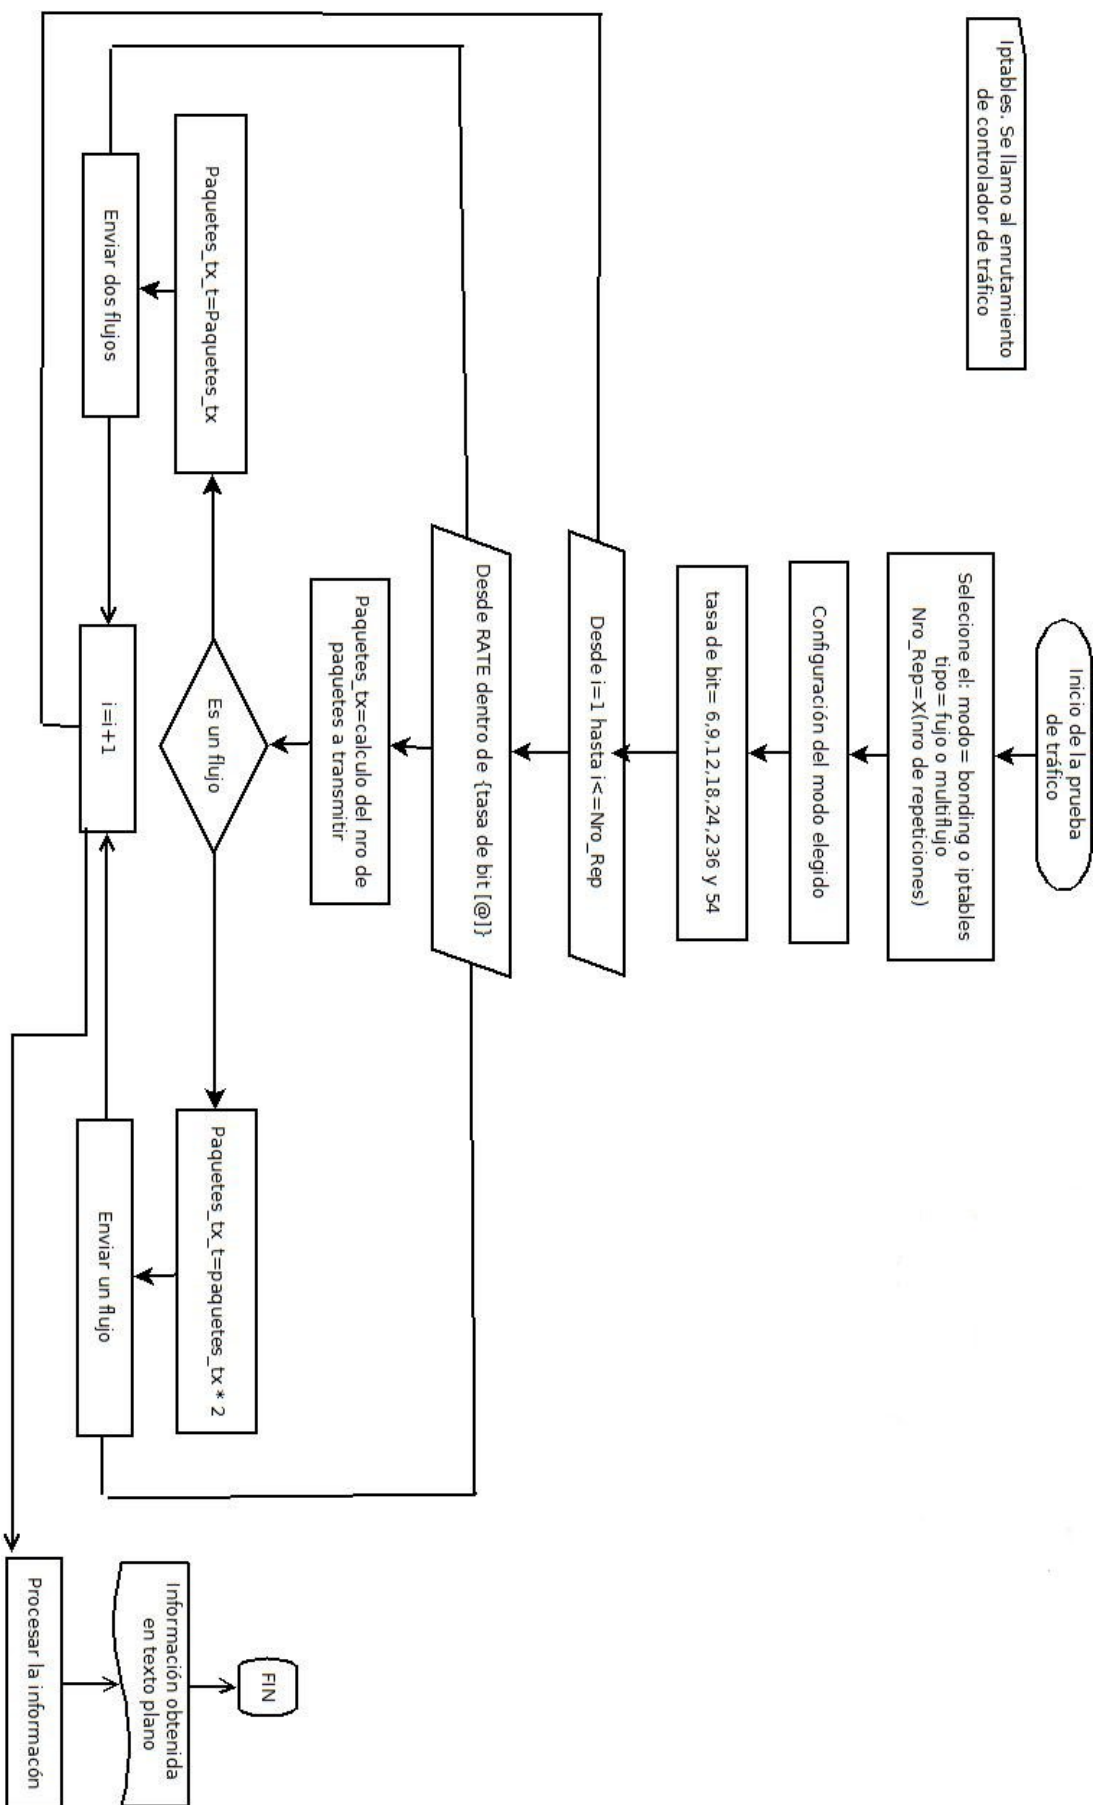 Iptables. Se llamo al enrutamiento
de controlador de tráfico
Inicio de la prueba
de tráfico
Selecione el: modo= bonding o iptables
tipo= fujo o multiflujo
Nro_Rep=X(nro de repeticiones)
Configuración del modo elegido
tasa de bit= 6,9,12,18,24,236 y 54
Desde i=1 hasta i<=Nro_Rep
Desde RATE dentro de {tasa de bit [@]}
Paquetes_tx=calculo del nro de
paquetes a transmitir
Es un flujo
Paquetes_tx_t=Paquetes_tx
Enviar dos flujos
Paquetes_tx_t=paquetes_tx * 2
Enviar un flujo
i=i+1
Procesar la informacón
Información obtenida
en texto plano
FIN